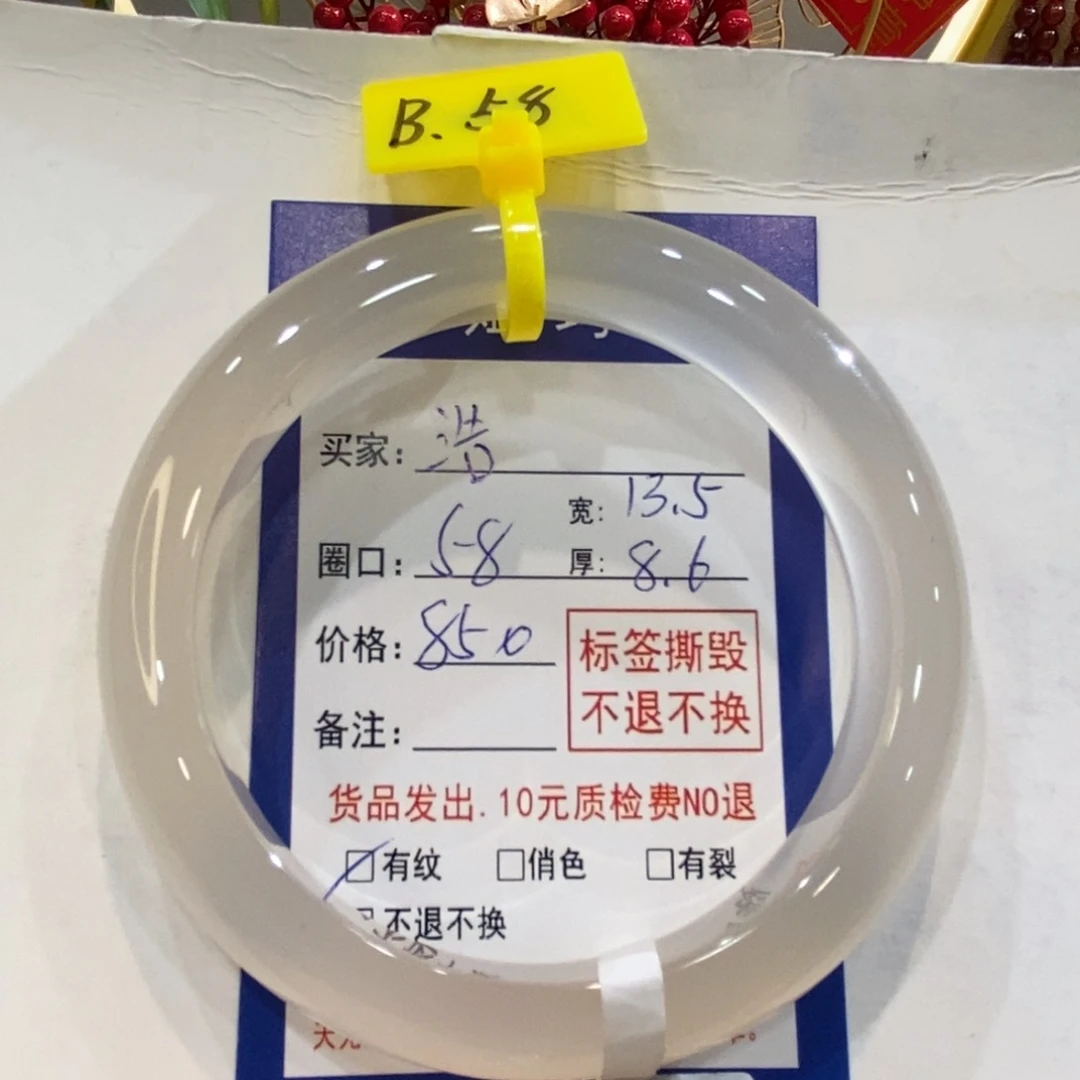 B.58
买家: 浩
宽: 13.5
圈口: 58 厚: 8.6
价格: 850
标签撕毁
不退不换
备注:
货品发出.10元质检费NO退
有纹 俏色 有裂
不退不换